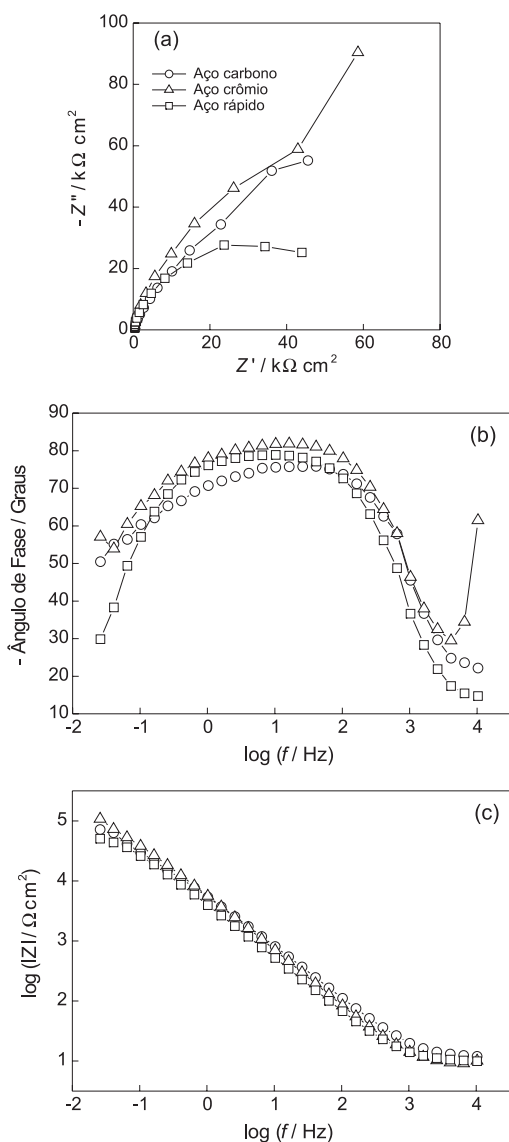 (a)
100
80
60
40
20
0
Aço carbono
Aço crômio
Aço rápido
-Z" / kΩ cm²
0 20 40 60 80
Z' / kΩ cm²
(b)
90
80
70
60
50
40
30
20
10
- Ângulo de Fase / Graus
-2 -1 0 1 2 3 4
log (f / Hz)
(c)
5
4
3
2
1
log (IZI / Ω cm²)
-2 -1 0 1 2 3 4
log (f / Hz)